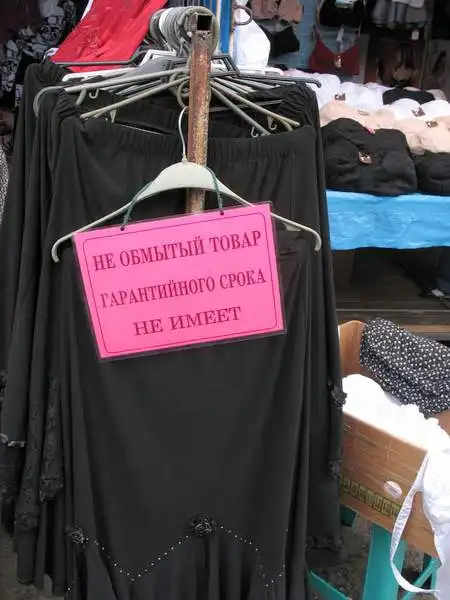 НЕ ОБМЫТЫЙ ТОВАР
ГАРАНТИЙНОГО СРОКА
НЕ ИМЕЕТ